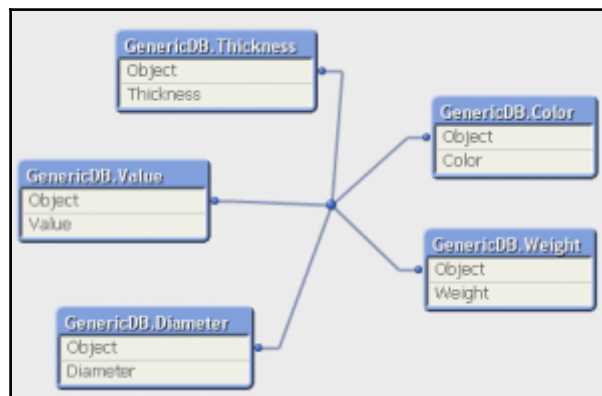 GenericDB.Thickness
Object
Thickness
GenericDB.Color
Object
Color
GenericDB.Value
Object
Value
GenericDB.Weight
Object
Weight
GenericDB.Diameter
Object
Diameter